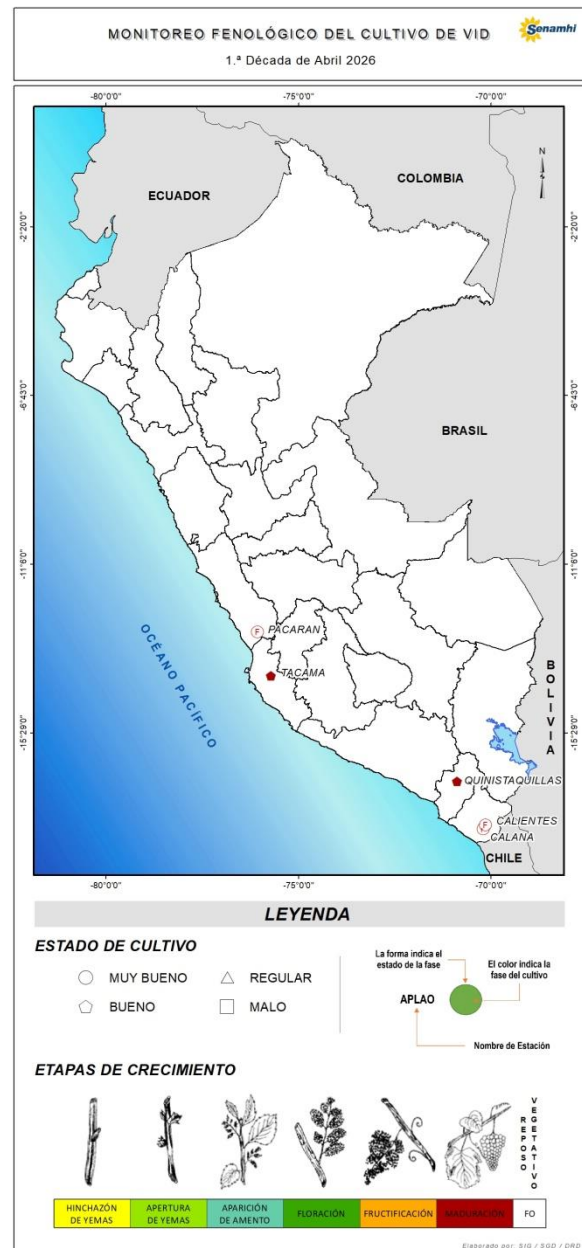 MONITOREO FENOLÓGICO DEL CULTIVO DE VID
Senamhi
1.ª Década de Abril 2026
-80°0'0"
-75°0'0"
-70°0'0"
N
COLOMBIA
ECUADOR
-2°20'0"
-2°20'0"
-6°43'0"
-6°43'0"
BRASIL
-11°6'0"
-11°6'0"
F PACARAN
OCÉANO PACÍFICO
TACAMA
BOLIVIA
-15°29'0"
-15°29'0"
QUINISTAQUILLAS
F CALIENTES
CALANA
CHILE
-80°0'0"
-75°0'0"
-70°0'0"
LEYENDA
ESTADO DE CULTIVO
MUY BUENO
REGULAR
BUENO
MALO
La forma indica el
estado de la fase
El color indica la
fase del cultivo
APLAO
Nombre de Estación
ETAPAS DE CRECIMIENTO
REPOSO
VEGETATIVO
HINCHAZÓN
DE YEMAS
APERTURA
DE YEMAS
APARICIÓN
DE AMENTO
FLORACIÓN
FRUCTIFICACIÓN
MADURACIÓN
FO
Elaborado por: SIG / SGD / DRD